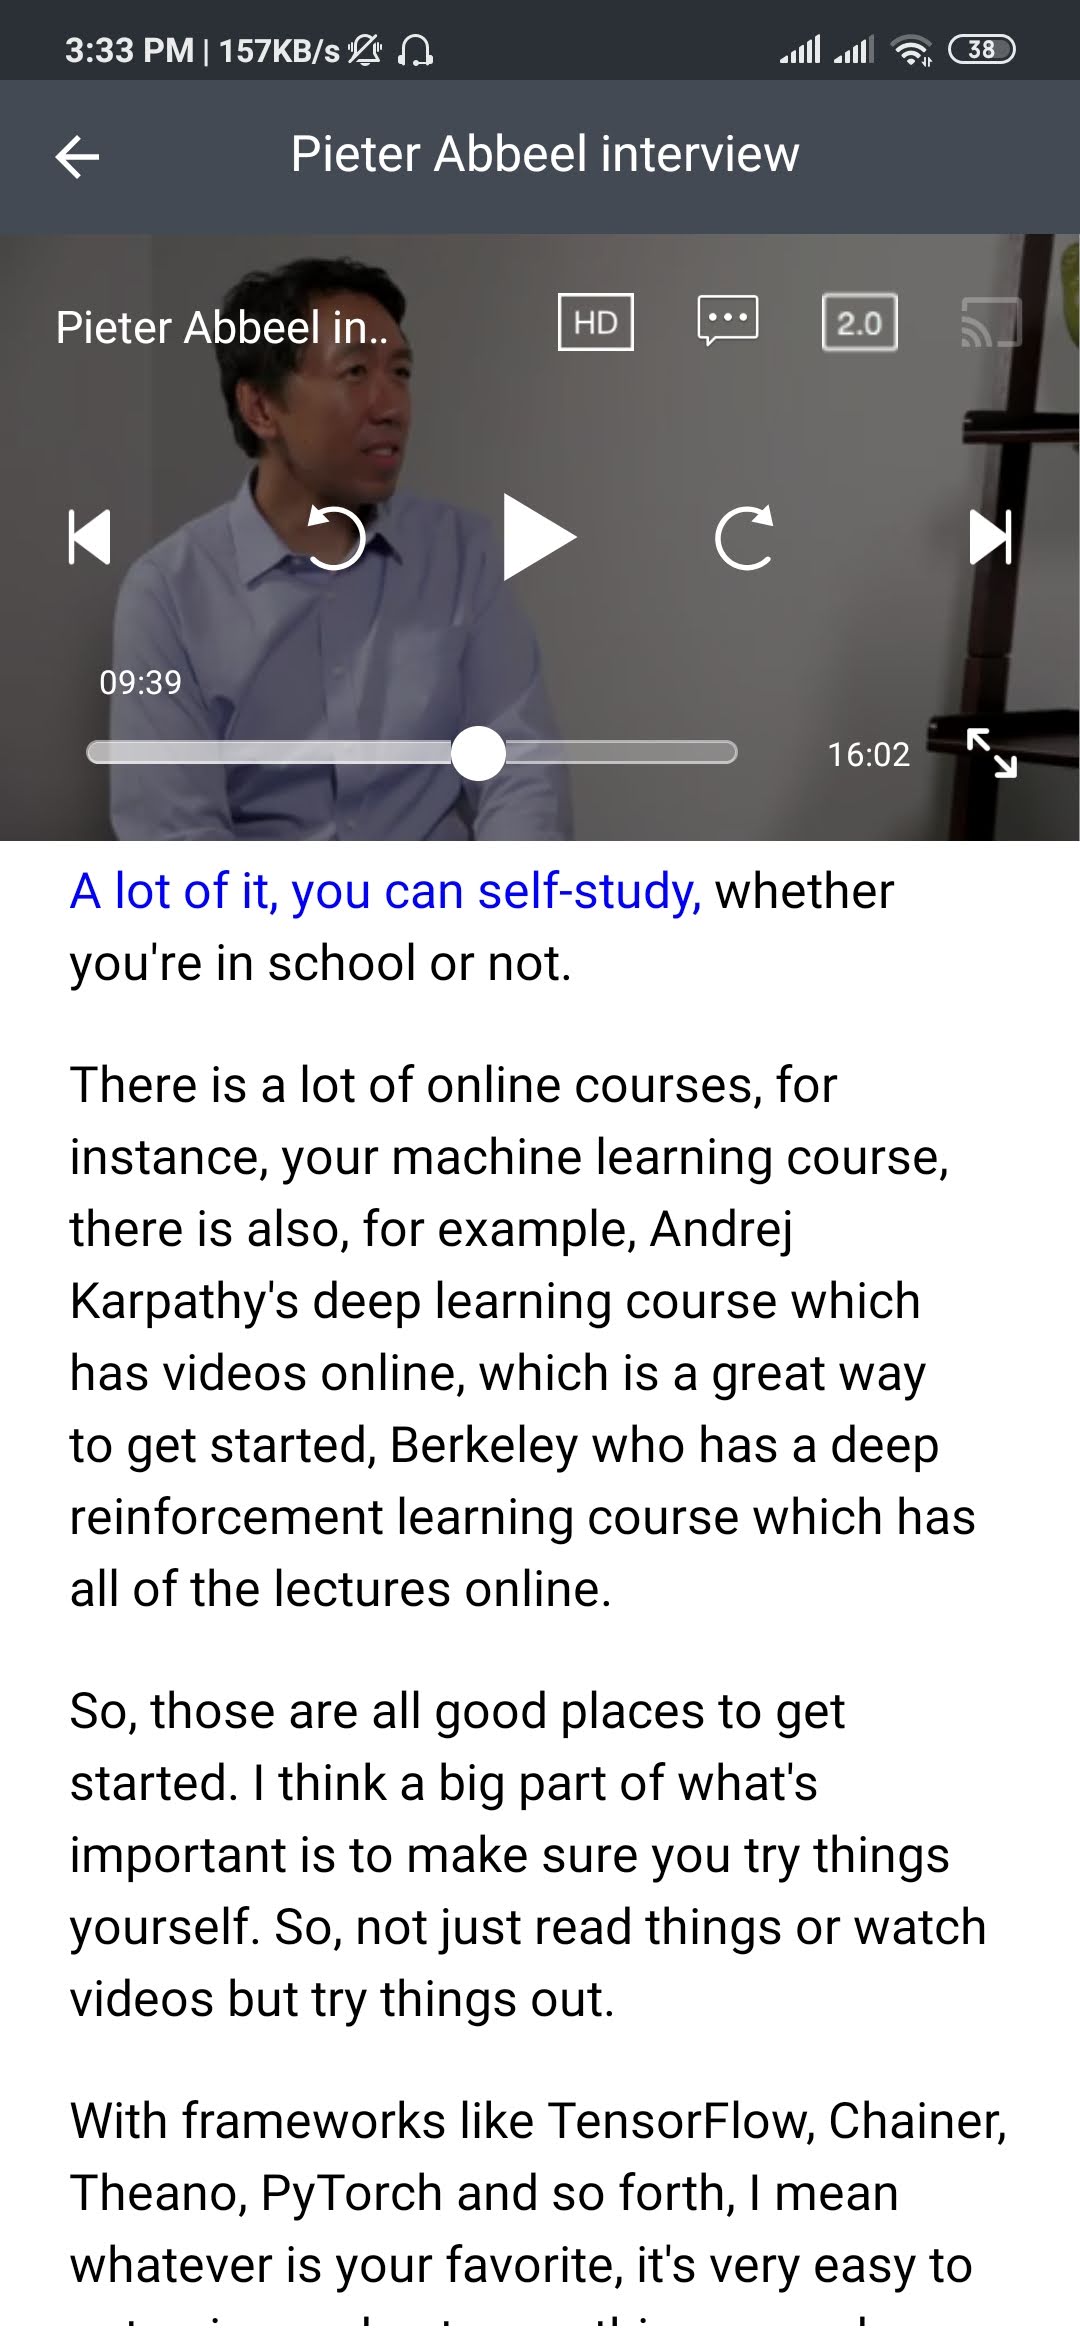 3:33 PM | 157KB/s
38
Pieter Abbeel interview
Pieter Abbeel in..
HD
2.0
09:39
16:02
A lot of it, you can self-study, whether
you're in school or not.
There is a lot of online courses, for
instance, your machine learning course,
there is also, for example, Andrej
Karpathy's deep learning course which
has videos online, which is a great way
to get started, Berkeley who has a deep
reinforcement learning course which has
all of the lectures online.
So, those are all good places to get
started. I think a big part of what's
important is to make sure you try things
yourself. So, not just read things or watch
videos but try things out.
With frameworks like TensorFlow, Chainer,
Theano, PyTorch and so forth, I mean
whatever is your favorite, it's very easy to